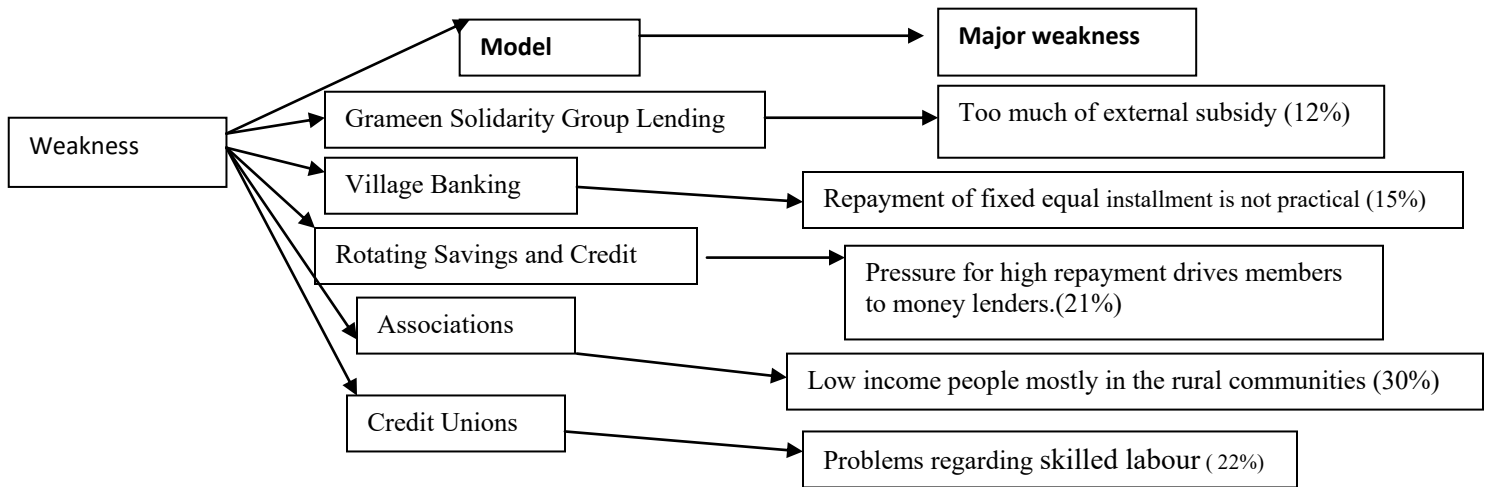 Model
Major weakness
Weakness
Grameen Solidarity Group Lending
Too much of external subsidy (12%)
Village Banking
Repayment of fixed equal installment is not practical (15%)
Rotating Savings and Credit
Pressure for high repayment drives members
to money lenders.(21%)
Associations
Low income people mostly in the rural communities (30%)
Credit Unions
Problems regarding skilled labour ( 22%)